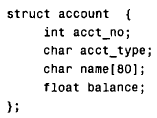 struct account {
int acct_no;
char acct_type;
char name[80];
float balance;
};